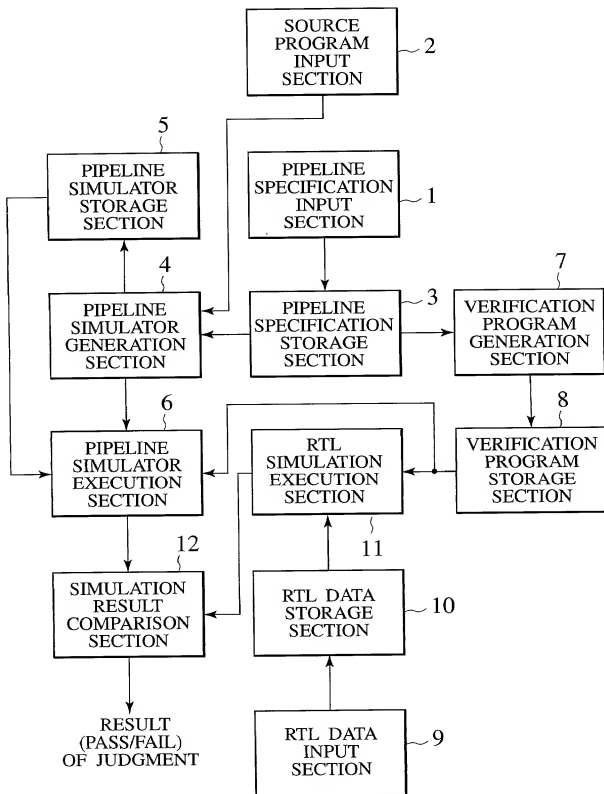 SOURCE
PROGRAM
INPUT
SECTION
2
5
PIPELINE
SIMULATOR
STORAGE
SECTION
PIPELINE
SPECIFICATION
INPUT
SECTION
1
4
PIPELINE
SIMULATOR
GENERATION
SECTION
PIPELINE
SPECIFICATION
STORAGE
SECTION
3
7
VERIFICATION
PROGRAM
GENERATION
SECTION
6
PIPELINE
SIMULATOR
EXECUTION
SECTION
RTL
SIMULATION
EXECUTION
SECTION
11
8
VERIFICATION
PROGRAM
STORAGE
SECTION
12
SIMULATION
RESULT
COMPARISON
SECTION
RTL DATA
STORAGE
SECTION
10
RESULT
(PASS/FAIL)
OF JUDGMENT
RTL DATA
INPUT
SECTION
9